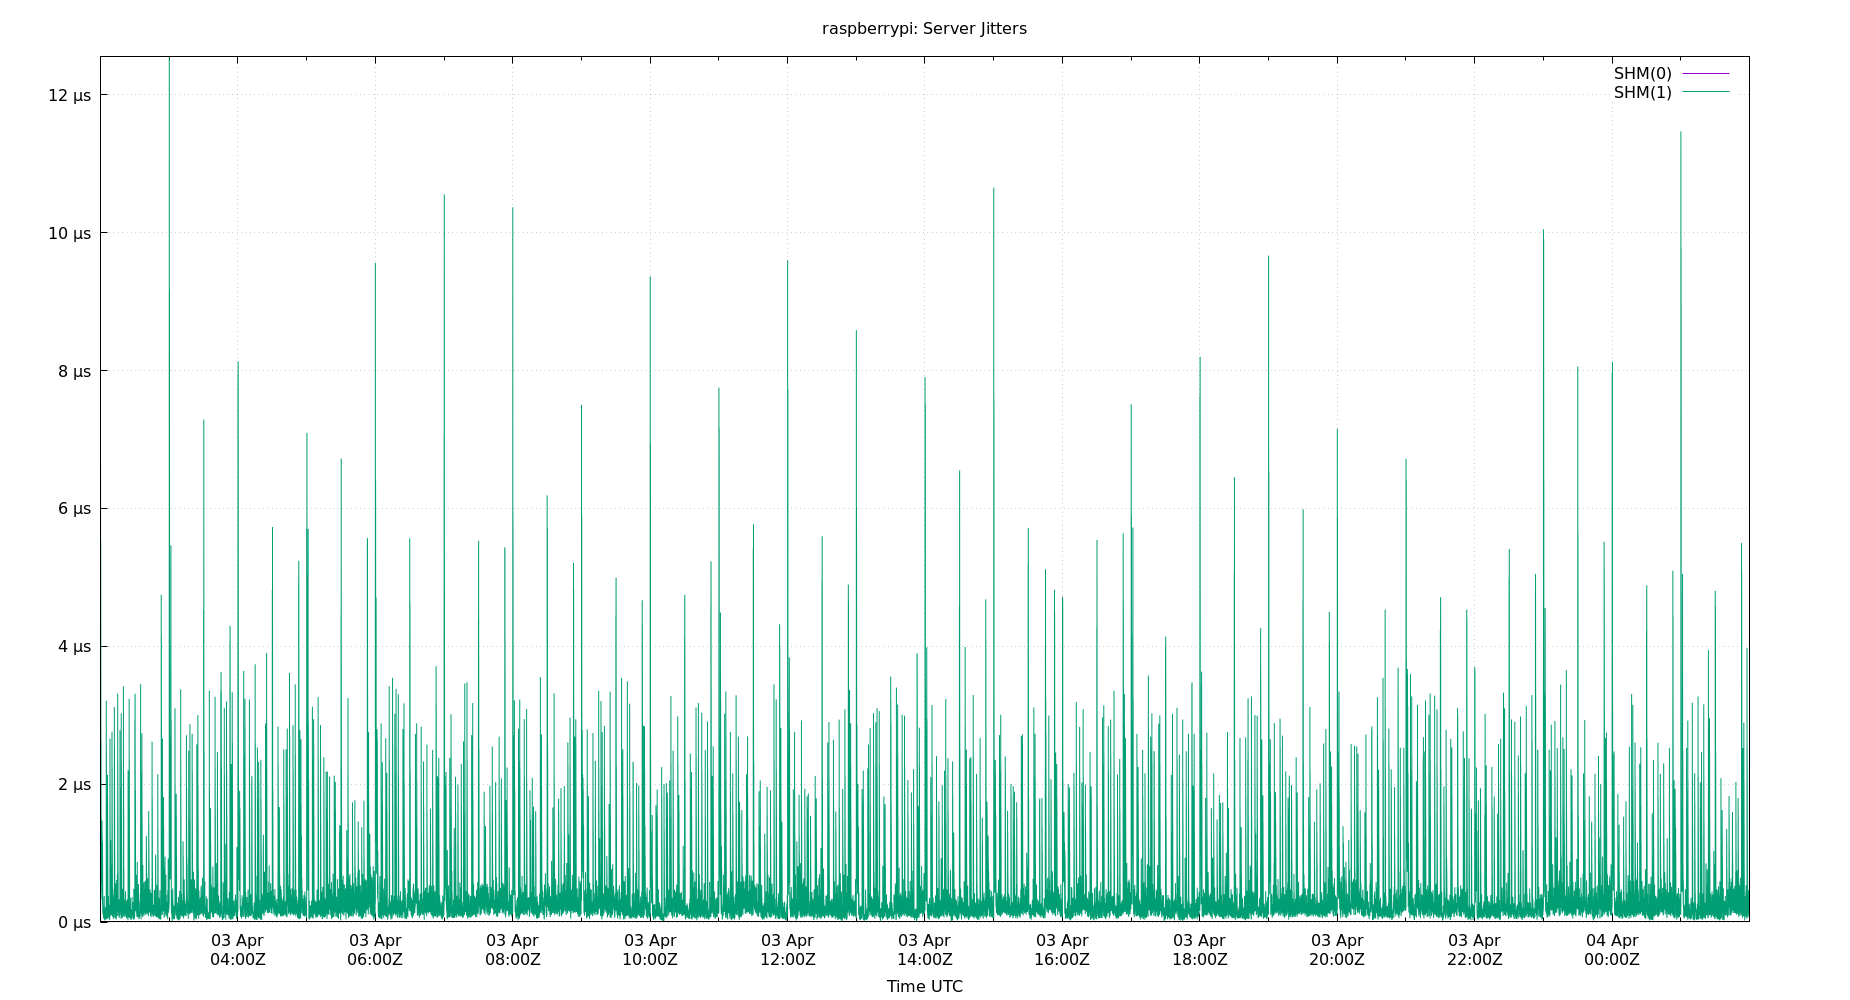 raspberrypi: Server Jitters
SHM(0)
SHM(1)
12 µs
10 µs
8 µs
6 µs
4 µs
2 µs
0 µs
03 Apr 03 Apr 03 Apr 03 Apr 03 Apr 03 Apr 03 Apr 03 Apr 03 Apr 03 Apr 04 Apr
04:00Z 06:00Z 08:00Z 10:00Z 12:00Z 14:00Z 16:00Z 18:00Z 20:00Z 22:00Z 00:00Z
Time UTC